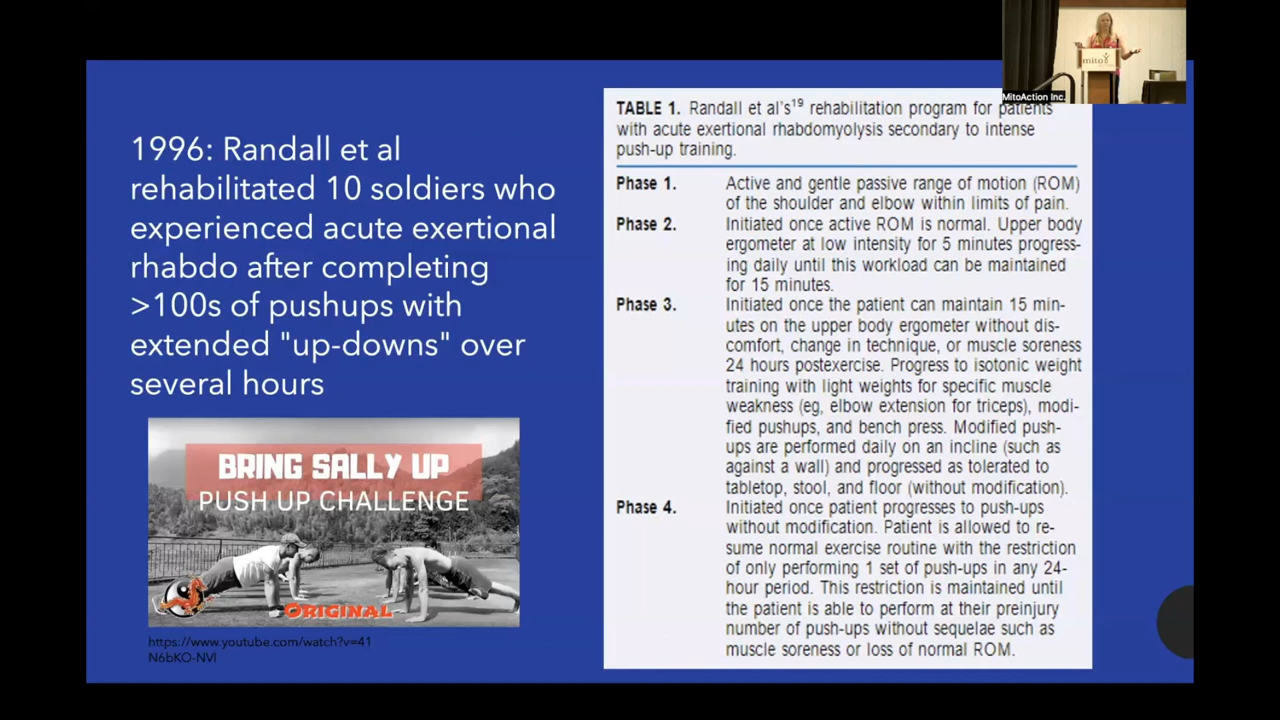 1996: Randall et al
rehabilitated 10 soldiers who
experienced acute exertional
rhabdo after completing
>100s of pushups with
extended "up-downs" over
several hours
BRING SALLY UP
PUSH UP CHALLENGE
ORIGINAL
https://www.youtube.com/watch?v=41
N6bKO-NVI
mito
MitoAction Inc.
TABLE 1. Randall et al's19 rehabilitation program for patients
with acute exertional rhabdomyolysis secondary to intense
push-up training.
Phase 1. Active and gentle passive range of motion (ROM)
of the shoulder and elbow within limits of pain.
Phase 2. Initiated once active ROM is normal. Upper body
ergometer at low intensity for 5 minutes progress-
ing daily until this workload can be maintained
for 15 minutes.
Phase 3. Initiated once the patient can maintain 15 min-
utes on the upper body ergometer without dis-
comfort, change in technique, or muscle soreness
24 hours postexercise. Progress to isotonic weight
training with light weights for specific muscle
weakness (eg, elbow extension for triceps), modi-
fied pushups, and bench press. Modified push-
ups are performed daily on an incline (such as
against a wall) and progressed as tolerated to
tabletop, stool, and floor (without modification).
Phase 4. Initiated once patient progresses to push-ups
without modification. Patient is allowed to re-
sume normal exercise routine with the restriction
of only performing 1 set of push-ups in any 24-
hour period. This restriction is maintained until
the patient is able to perform at their preinjury
number of push-ups without sequelae such as
muscle soreness or loss of normal ROM.